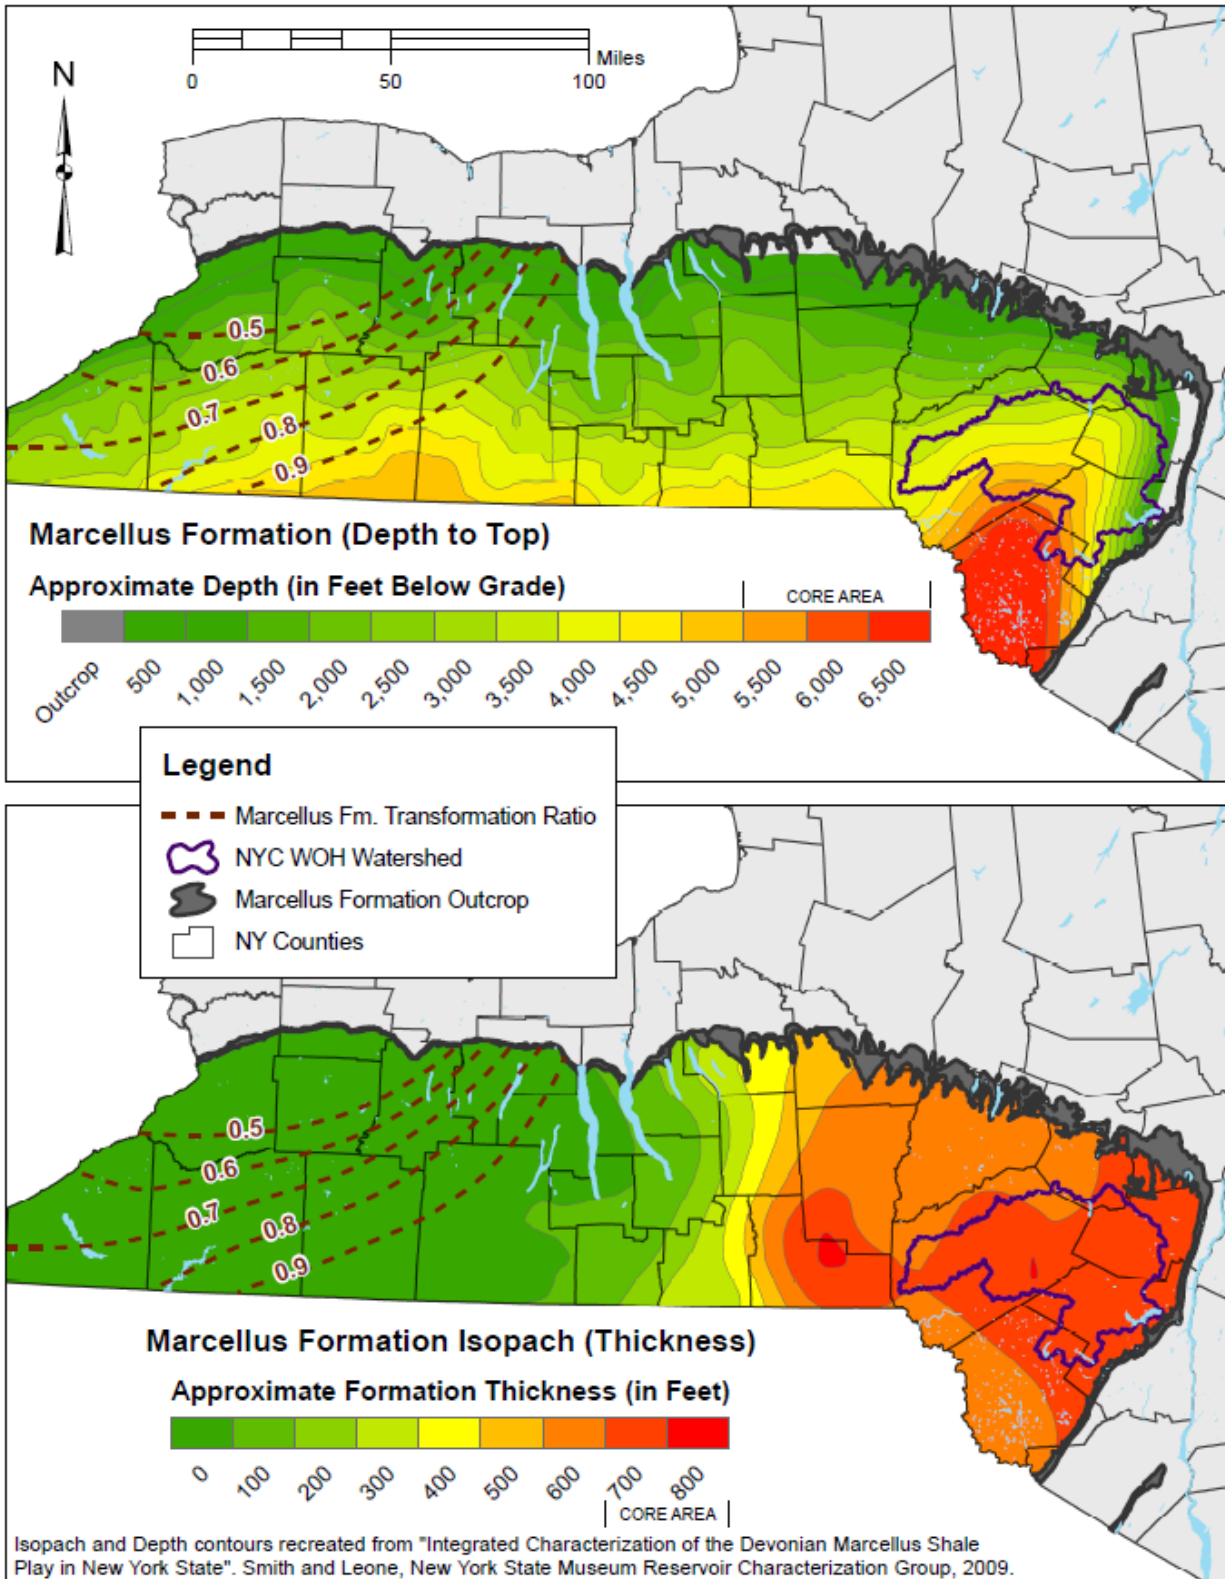 Miles
0 50 100
N
0.5
0.6
0.7
0.8
0.9
Marcellus Formation (Depth to Top)
Approximate Depth (in Feet Below Grade)
CORE AREA
Outcrop 500 1,000 1,500 2,000 2,500 3,000 3,500 4,000 4,500 5,000 5,500 6,000 6,500
Legend
Marcellus Fm. Transformation Ratio
NYC WOH Watershed
Marcellus Formation Outcrop
NY Counties
0.5
0.6
0.7
0.8
0.9
Marcellus Formation Isopach (Thickness)
Approximate Formation Thickness (in Feet)
0 100 200 300 400 500 600 700 800
CORE AREA
Isopach and Depth contours recreated from "Integrated Characterization of the Devonian Marcellus Shale
Play in New York State". Smith and Leone, New York State Museum Reservoir Characterization Group, 2009.